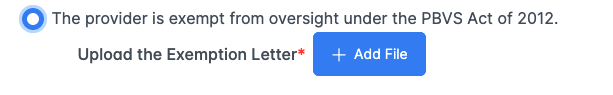 The provider is exempt from oversight under the PBVS Act of 2012.
Upload the Exemption Letter* + Add File